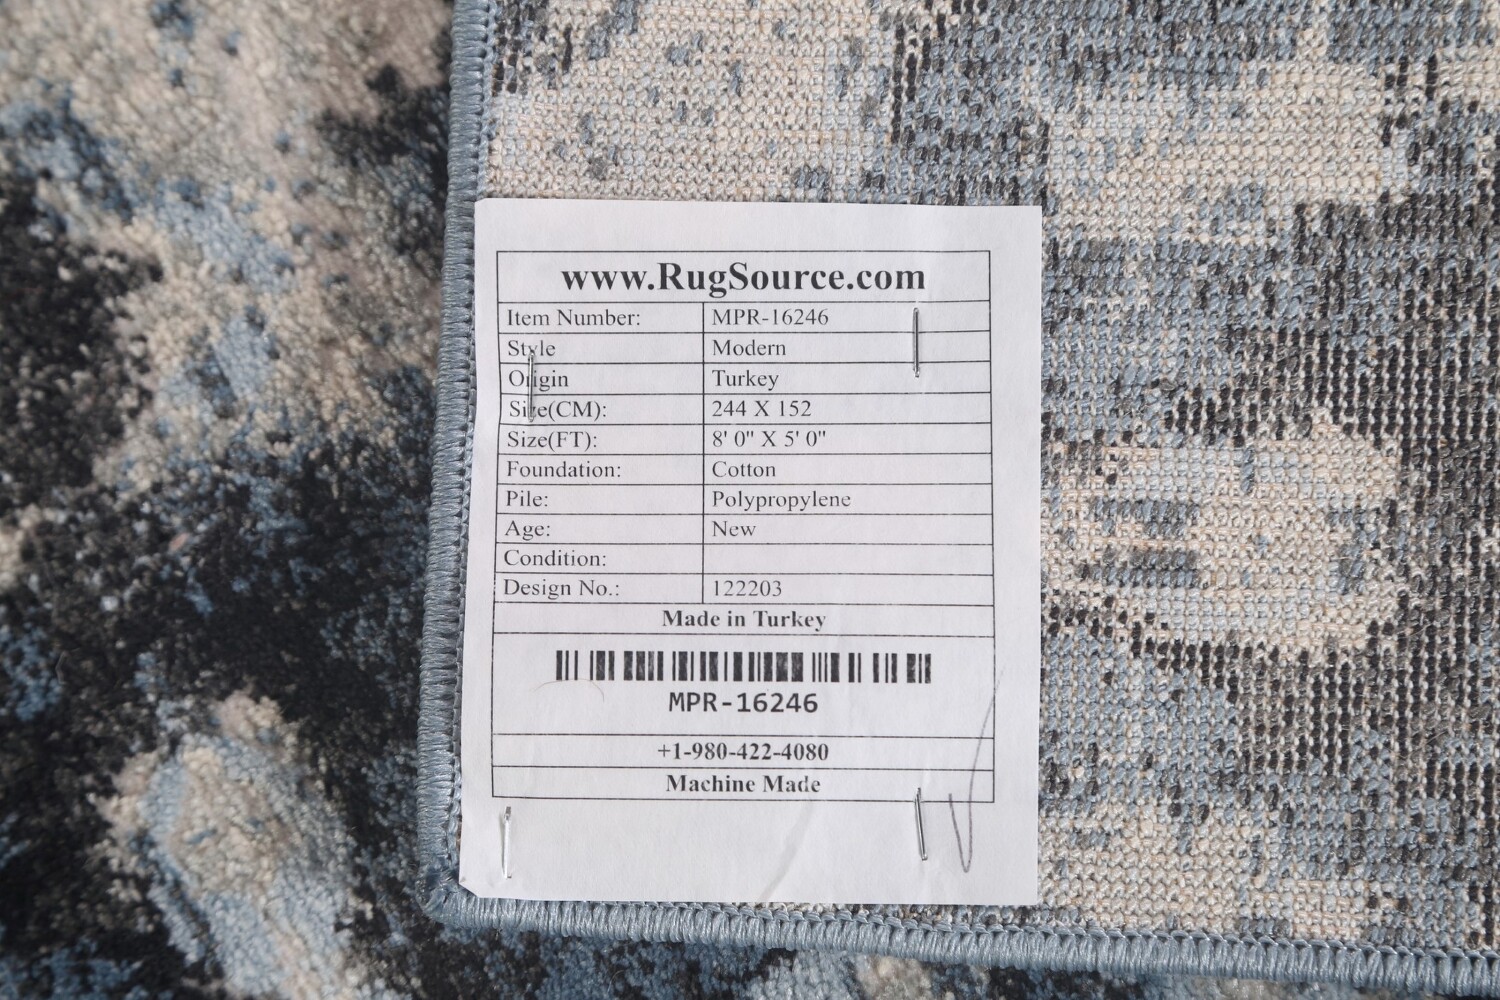 www.RugSource.com
Item Number: MPR-16246
Style Modern
Origin Turkey
Size(CM): 244 X 152
Size(FT): 8' 0" X 5' 0"
Foundation: Cotton
Pile: Polypropylene
Age: New
Condition:
Design No.: 122203
Made in Turkey
MPR-16246
+1-980-422-4080
Machine Made